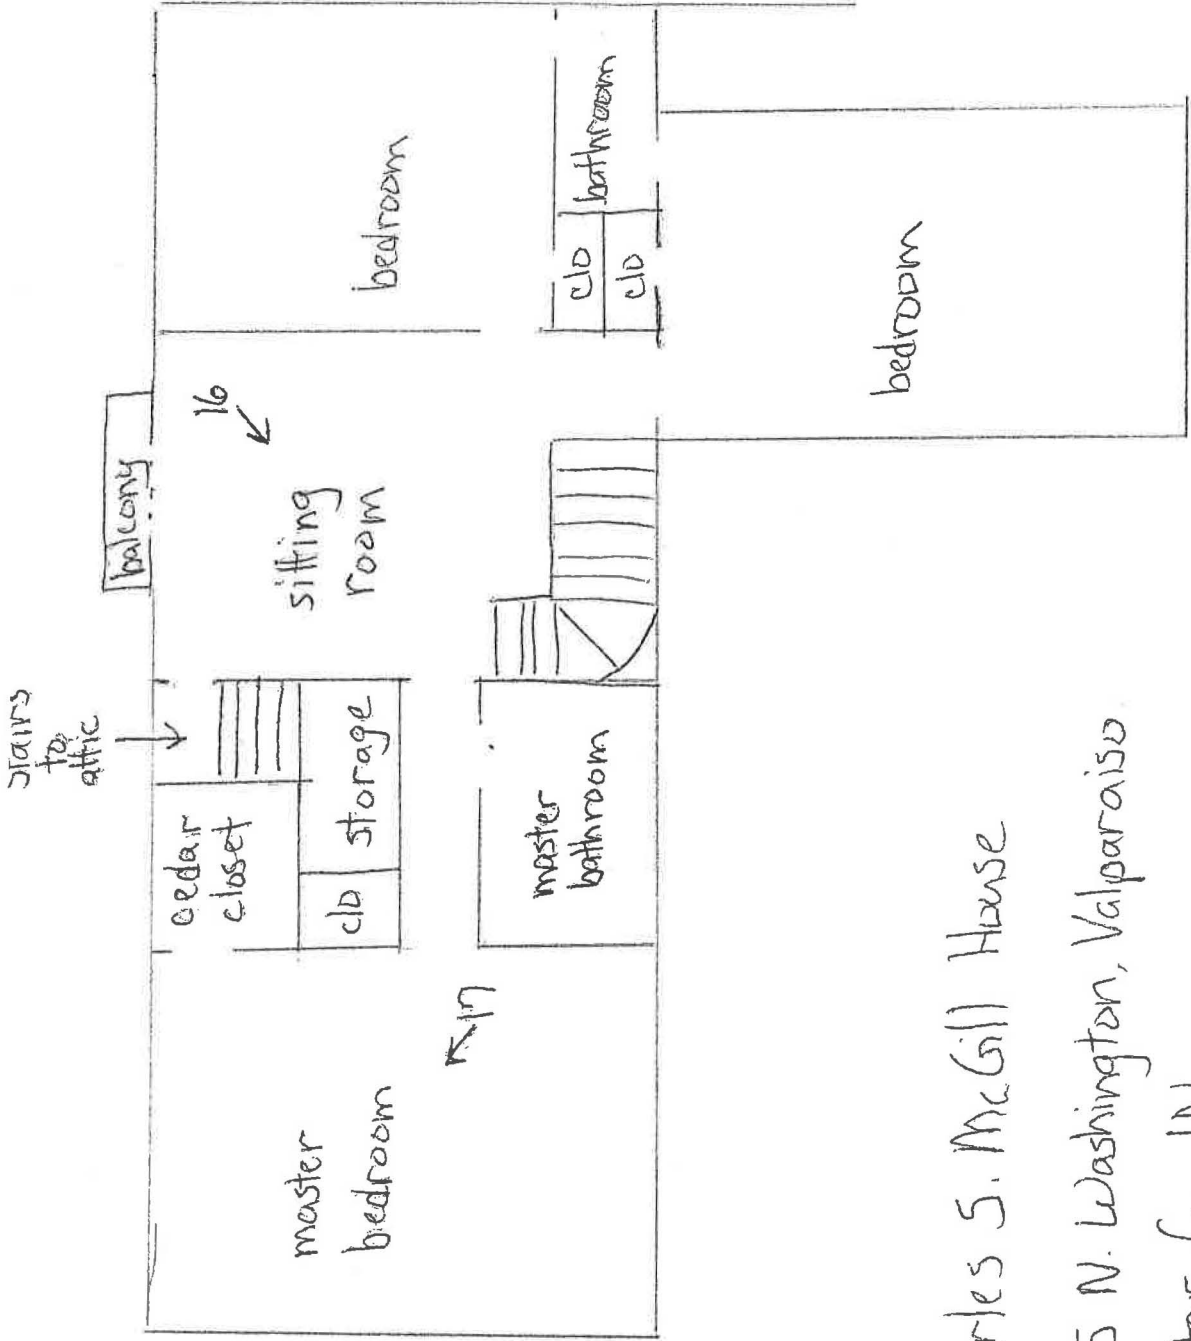 stairs
to
attic
balcony
cedar
closet
16
master
bedroom
clo
storage
sitting
room
bedroom
17
master
bathroom
clo
clo
bathroom
bedroom
rles S. McGill House
5 N. Washington, Valparaiso
IN